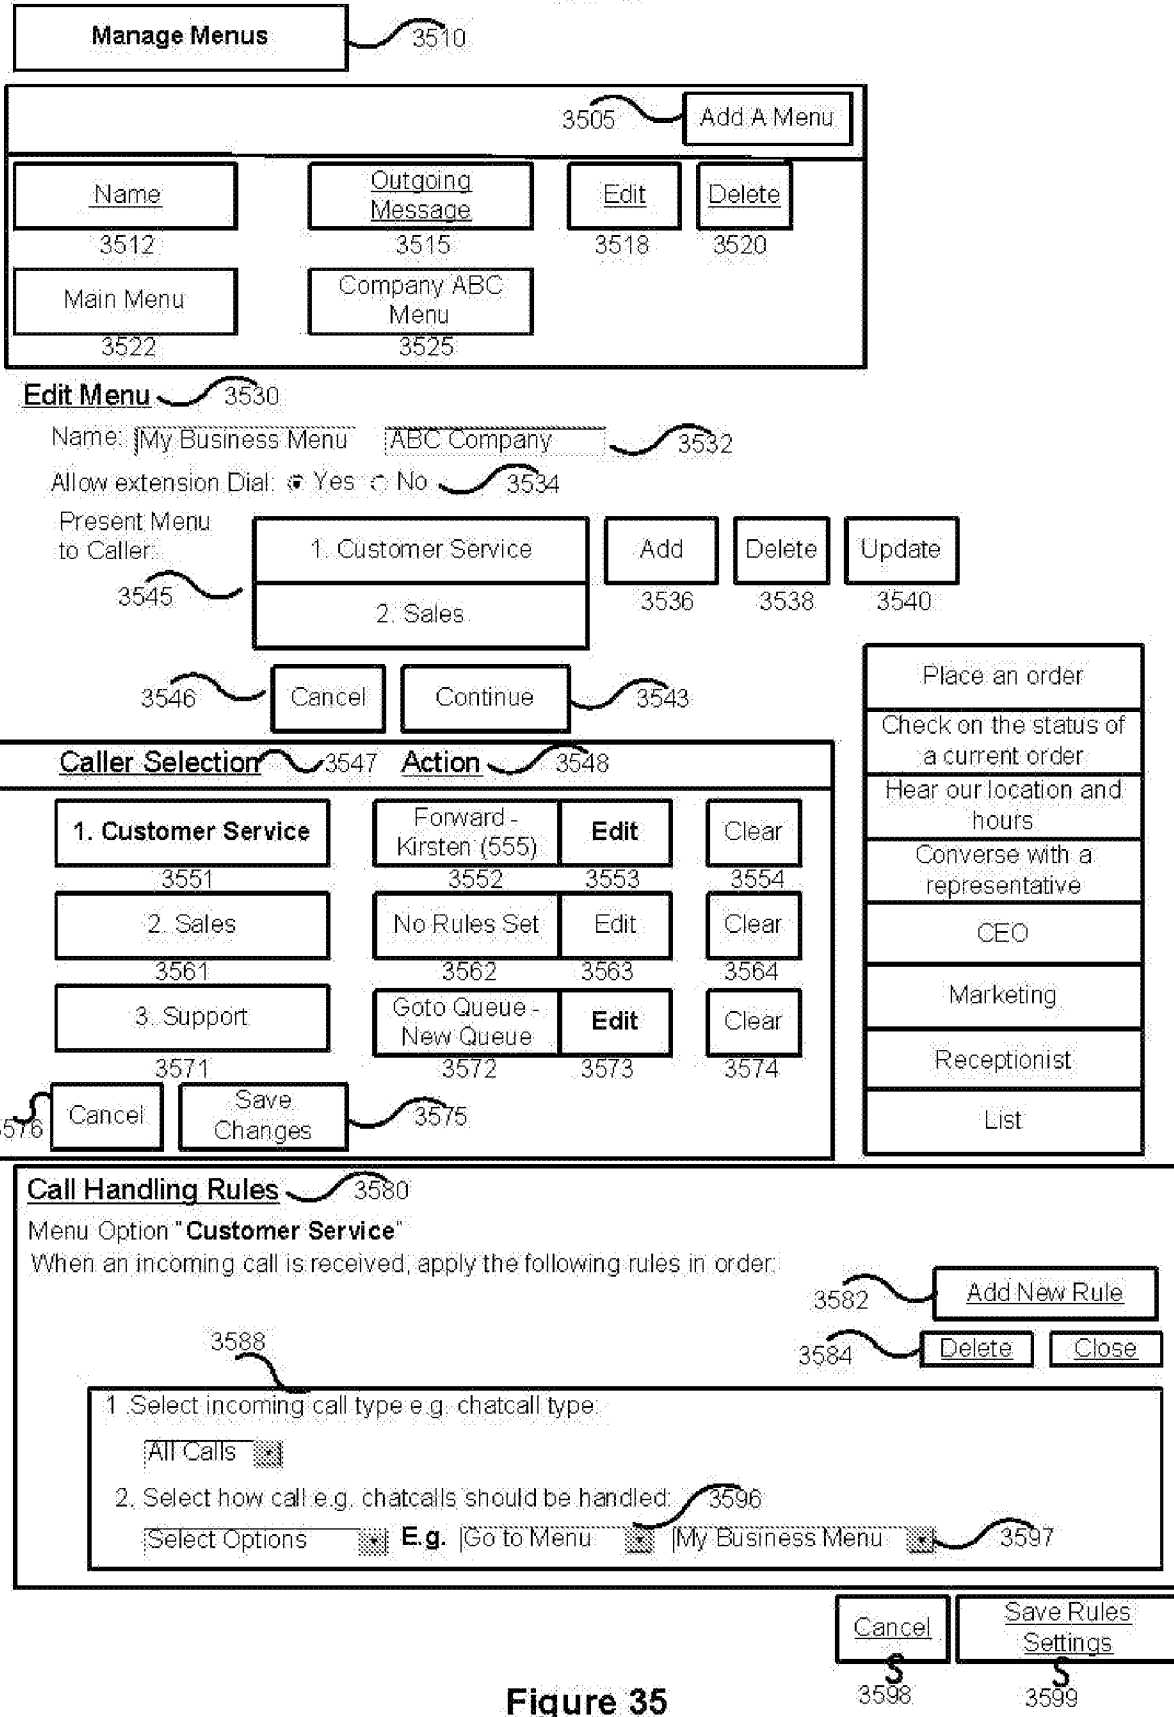 Manage Menus 3510
3505 Add A Menu
Name Outgoing Message Edit Delete
3512 3515 3518 3520
Main Menu Company ABC Menu
3522 3525
Edit Menu 3530
Name: My Business Menu ABC Company 3532
Allow extension Dial: Yes No 3534
Present Menu
to Caller:
1. Customer Service Add Delete Update
3545 3536 3538 3540
2. Sales
3546 Cancel Continue 3543
Caller Selection 3547 Action 3548
1. Customer Service Forward - Kirsten (555) Edit Clear
3551 3552 3553 3554
2. Sales No Rules Set Edit Clear
3561 3562 3563 3564
3. Support Goto Queue - New Queue Edit Clear
3571 3572 3573 3574
3576 Cancel Save Changes 3575
Place an order
Check on the status of
a current order
Hear our location and
hours
Converse with a
representative
CEO
Marketing
Receptionist
List
Call Handling Rules 3580
Menu Option "Customer Service"
When an incoming call is received, apply the following rules in order:
3582 Add New Rule
3584 Delete Close
3588
1 .Select incoming call type e.g. chatcall type:
All Calls
2. Select how call e.g. chatcalls should be handled: 3596
Select Options E.g. Go to Menu My Business Menu 3597
Cancel Save Rules Settings
3598 3599
Figure 35